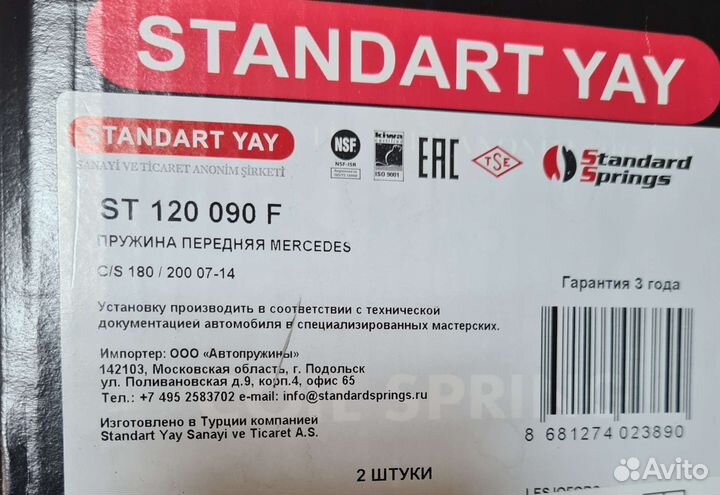 STANDART YAY
STANDART YAY
SANAYİ VE TİCARET ANONİM ŞİRKETİ
NSF
NSF-ISR
kiwa
ISO 9001
EAC
TSE
Standard
Springs
ST 120 090 F
ПРУЖИНА ПЕРЕДНЯЯ MERCEDES
C/S 180 / 200 07-14
Гарантия 3 года
Установку производить в соответствии с технической
документацией автомобиля в специализированных мастерских.
Импортер: ООО «Автопружины»
142103, Московская область, г. Подольск
ул. Поливановская д.9, корп.4, офис 65
Тел.: +7 495 2583702 e-mail: info@standardsprings.ru
COIL SPRING
Изготовлено в Турции компанией
Standart Yay Sanayi ve Ticaret A.S.
8 681274 023890
2 ШТУКИ
Avito